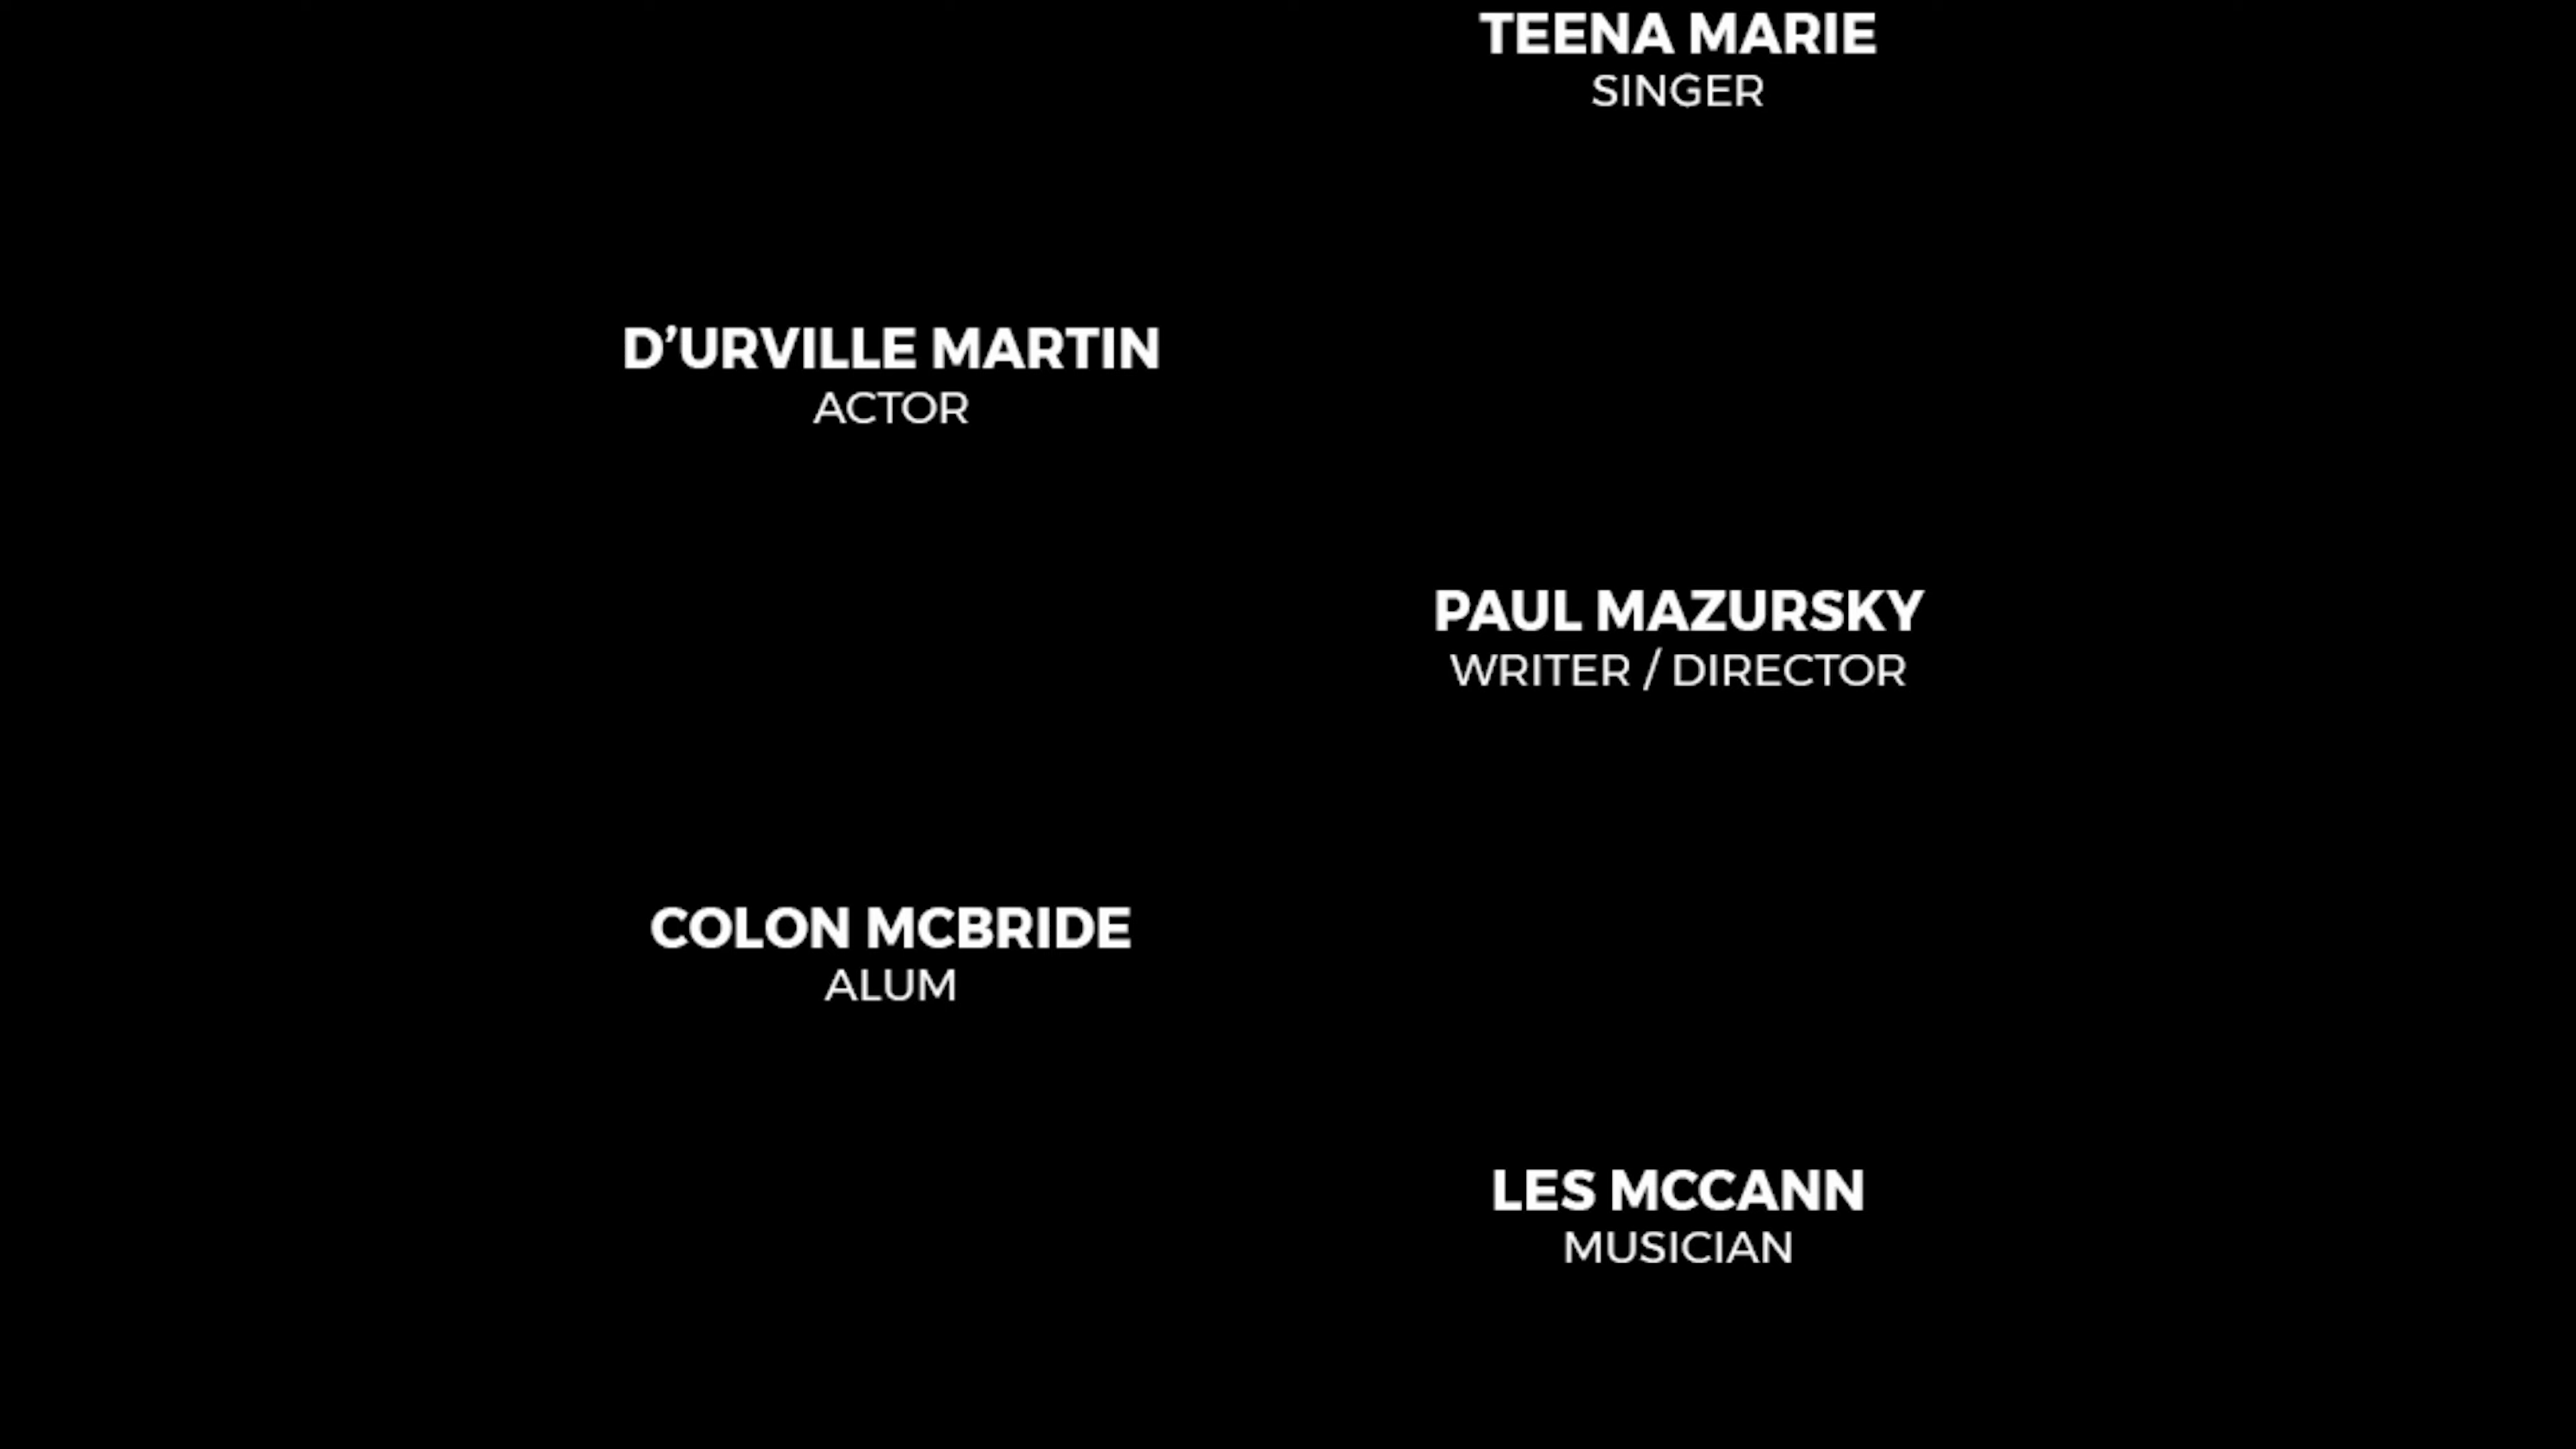 TEENA MARIE
SINGER
D’URVILLE MARTIN
ACTOR
PAUL MAZURSKY
WRITER / DIRECTOR
COLON MCBRIDE
ALUM
LES MCCANN
MUSICIAN